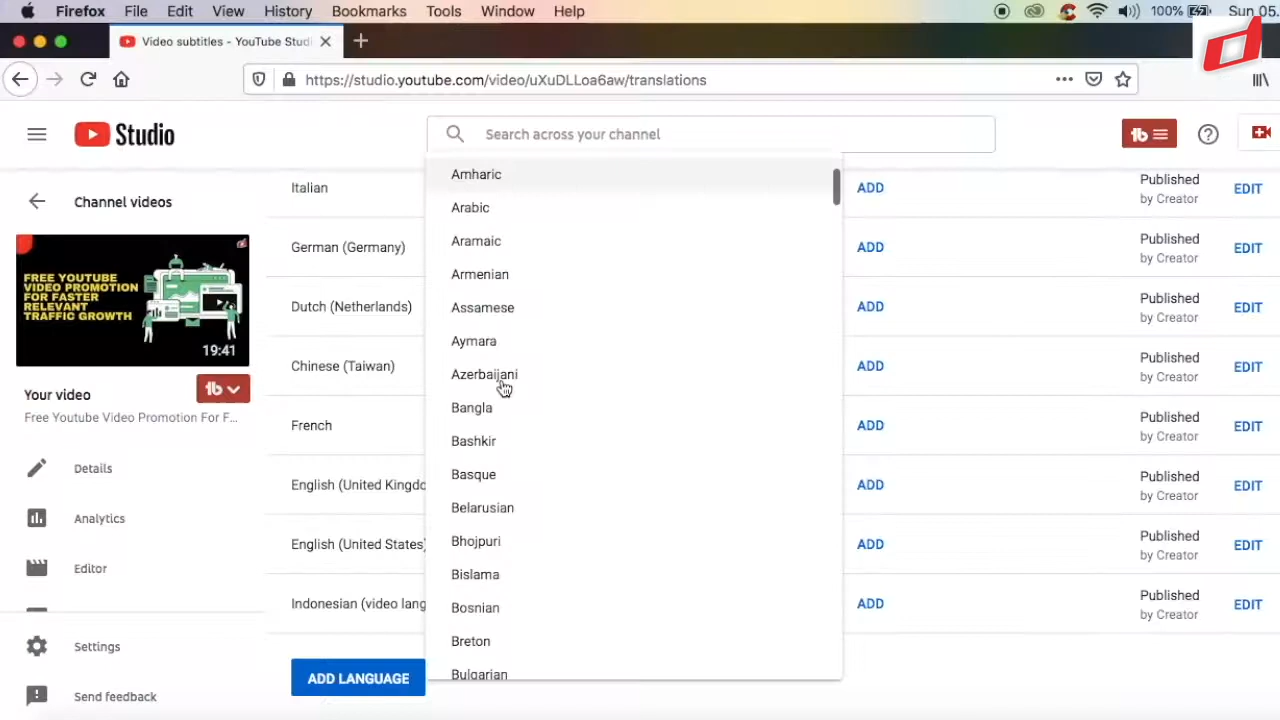 Firefox File Edit View History Bookmarks Tools Window Help 100% Sun 05.
Video subtitles - YouTube Studi
https://studio.youtube.com/video/uXuDLLoa6aw/translations
Studio
Search across your channel
Channel videos
FREE YOUTUBE
VIDEO PROMOTION
FOR FASTER
RELEVANT
TRAFFIC GROWTH
19:41
Your video
Free Youtube Video Promotion For F...
Details
Analytics
Editor
Settings
Send feedback
Italian ADD Published by Creator EDIT
German (Germany) ADD Published by Creator EDIT
Dutch (Netherlands) ADD Published by Creator EDIT
Chinese (Taiwan) ADD Published by Creator EDIT
French ADD Published by Creator EDIT
English (United Kingdo ADD Published by Creator EDIT
English (United States) ADD Published by Creator EDIT
Indonesian (video lang ADD Published by Creator EDIT
ADD LANGUAGE
Amharic
Arabic
Aramaic
Armenian
Assamese
Aymara
Azerbaijani
Bangla
Bashkir
Basque
Belarusian
Bhojpuri
Bislama
Bosnian
Breton
Bulgarian